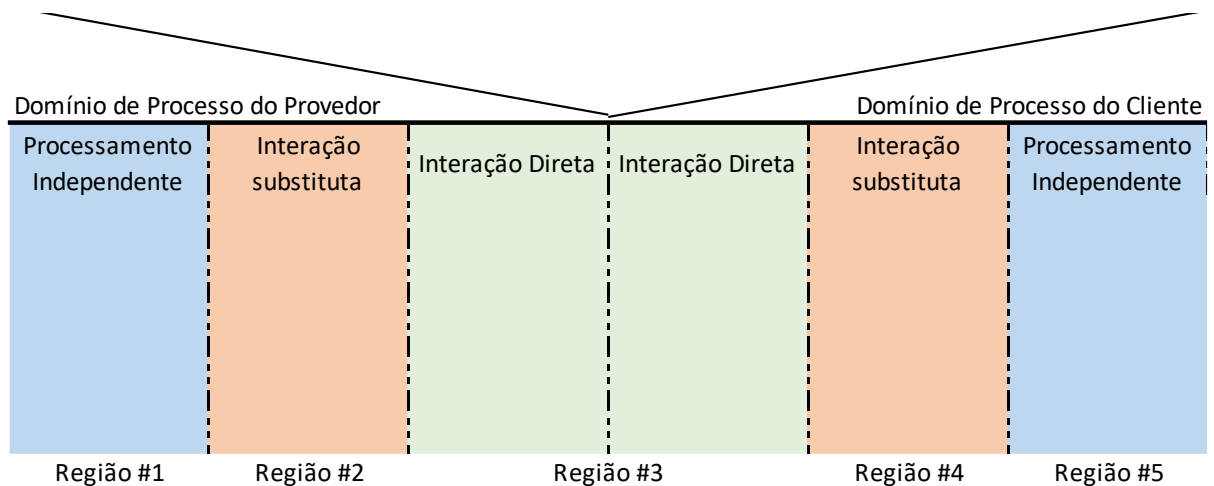 Domínio de Processo do Provedor
Domínio de Processo do Cliente
Processamento
Independente
Interação
substituta
Interação Direta
Interação Direta
Interação
substituta
Processamento
Independente
Região #1
Região #2
Região #3
Região #4
Região #5